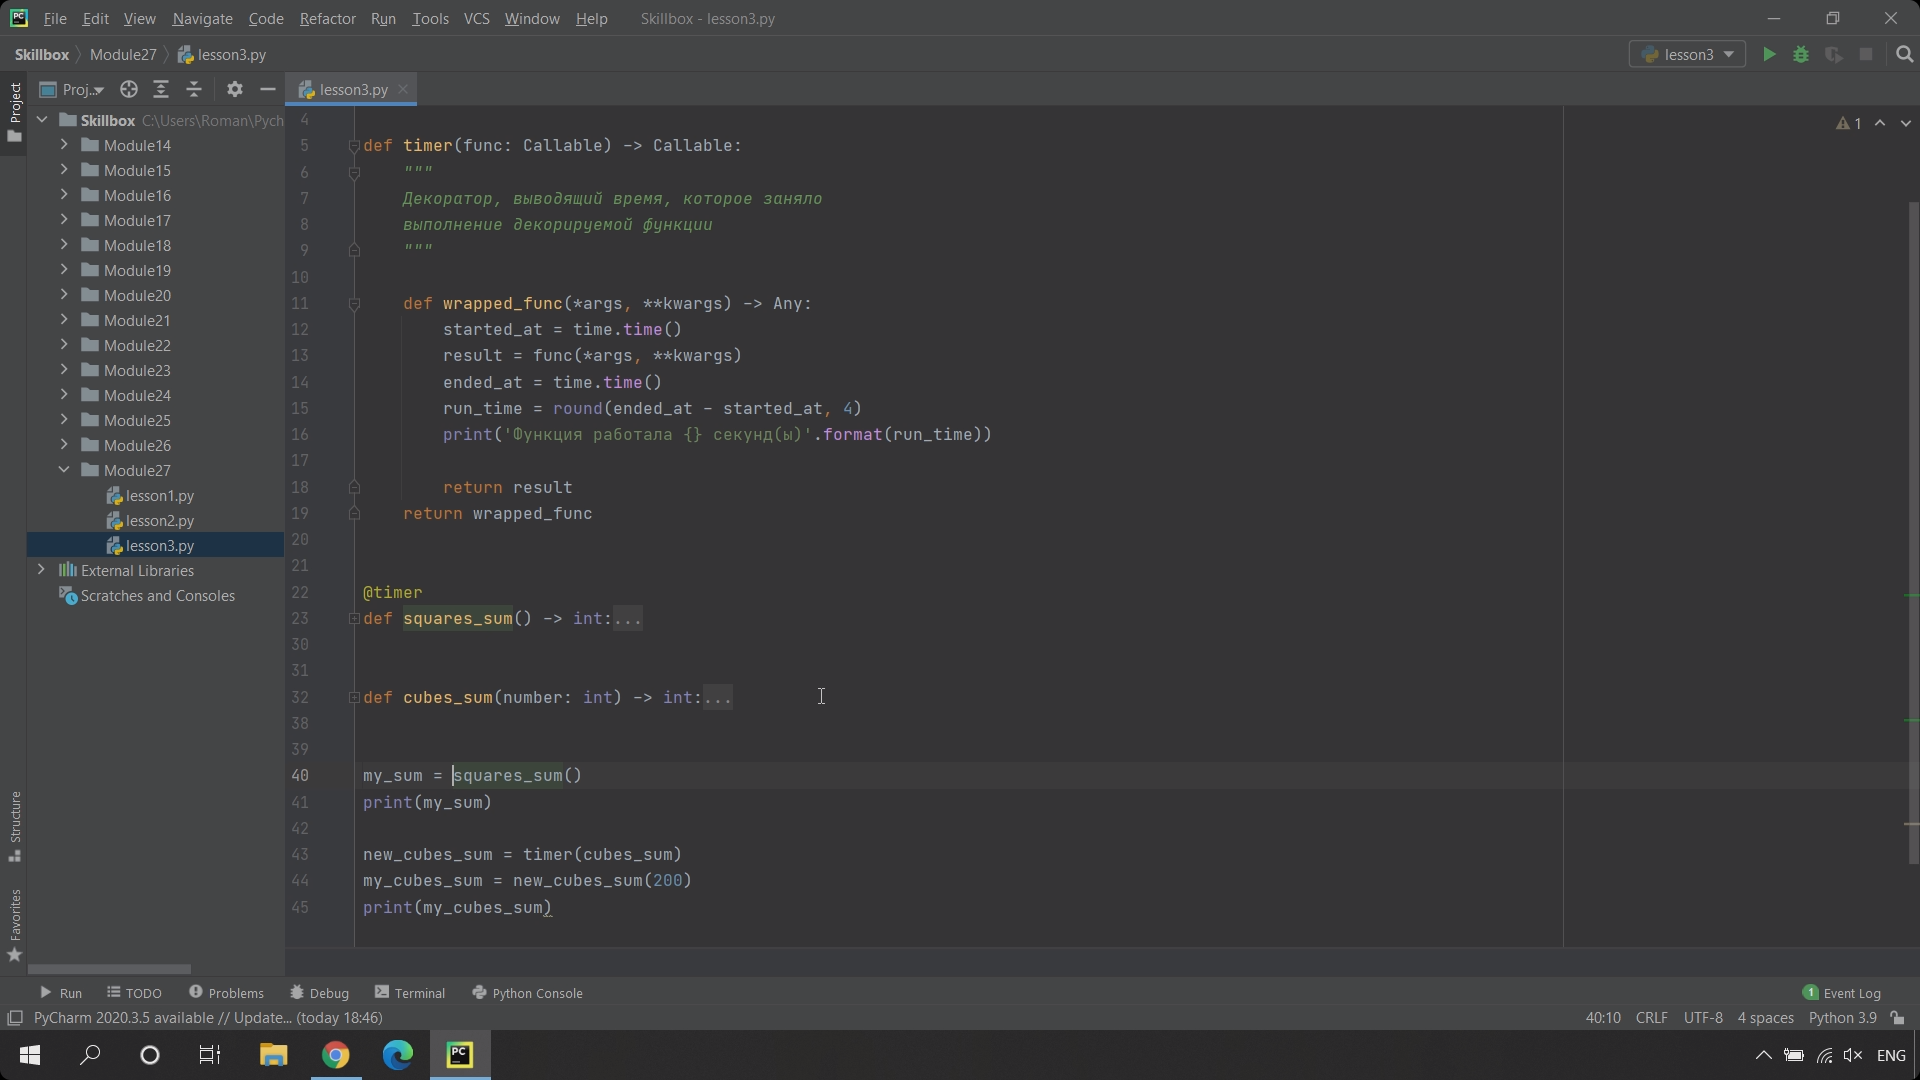 File Edit View Navigate Code Refactor Run Tools VCS Window Help Skillbox - lesson3.py
Skillbox Module27 lesson3.py lesson3
Project
Proj... lesson3.py
Skillbox C:\Users\Roman\Pych
Module14
Module15
Module16
Module17
Module18
Module19
Module20
Module21
Module22
Module23
Module24
Module25
Module26
Module27
lesson1.py
lesson2.py
lesson3.py
External Libraries
Scratches and Consoles
Structure
Favorites
1
4
5 def timer(func: Callable) -> Callable:
6 """
7 Декоратор, выводящий время, которое заняло
8 выполнение декорируемой функции
9 """
10
11 def wrapped_func(*args, **kwargs) -> Any:
12 started_at = time.time()
13 result = func(*args, **kwargs)
14 ended_at = time.time()
15 run_time = round(ended_at - started_at, 4)
16 print('Функция работала {} секунд(ы)'.format(run_time))
17
18 return result
19 return wrapped_func
20
21
22 @timer
23 def squares_sum() -> int:...
30
31
32 def cubes_sum(number: int) -> int:...
38
39
40 my_sum = squares_sum()
41 print(my_sum)
42
43 new_cubes_sum = timer(cubes_sum)
44 my_cubes_sum = new_cubes_sum(200)
45 print(my_cubes_sum)
Run TODO Problems Debug Terminal Python Console 1 Event Log
PyCharm 2020.3.5 available // Update... (today 18:46) 40:10 CRLF UTF-8 4 spaces Python 3.9
PC ENG